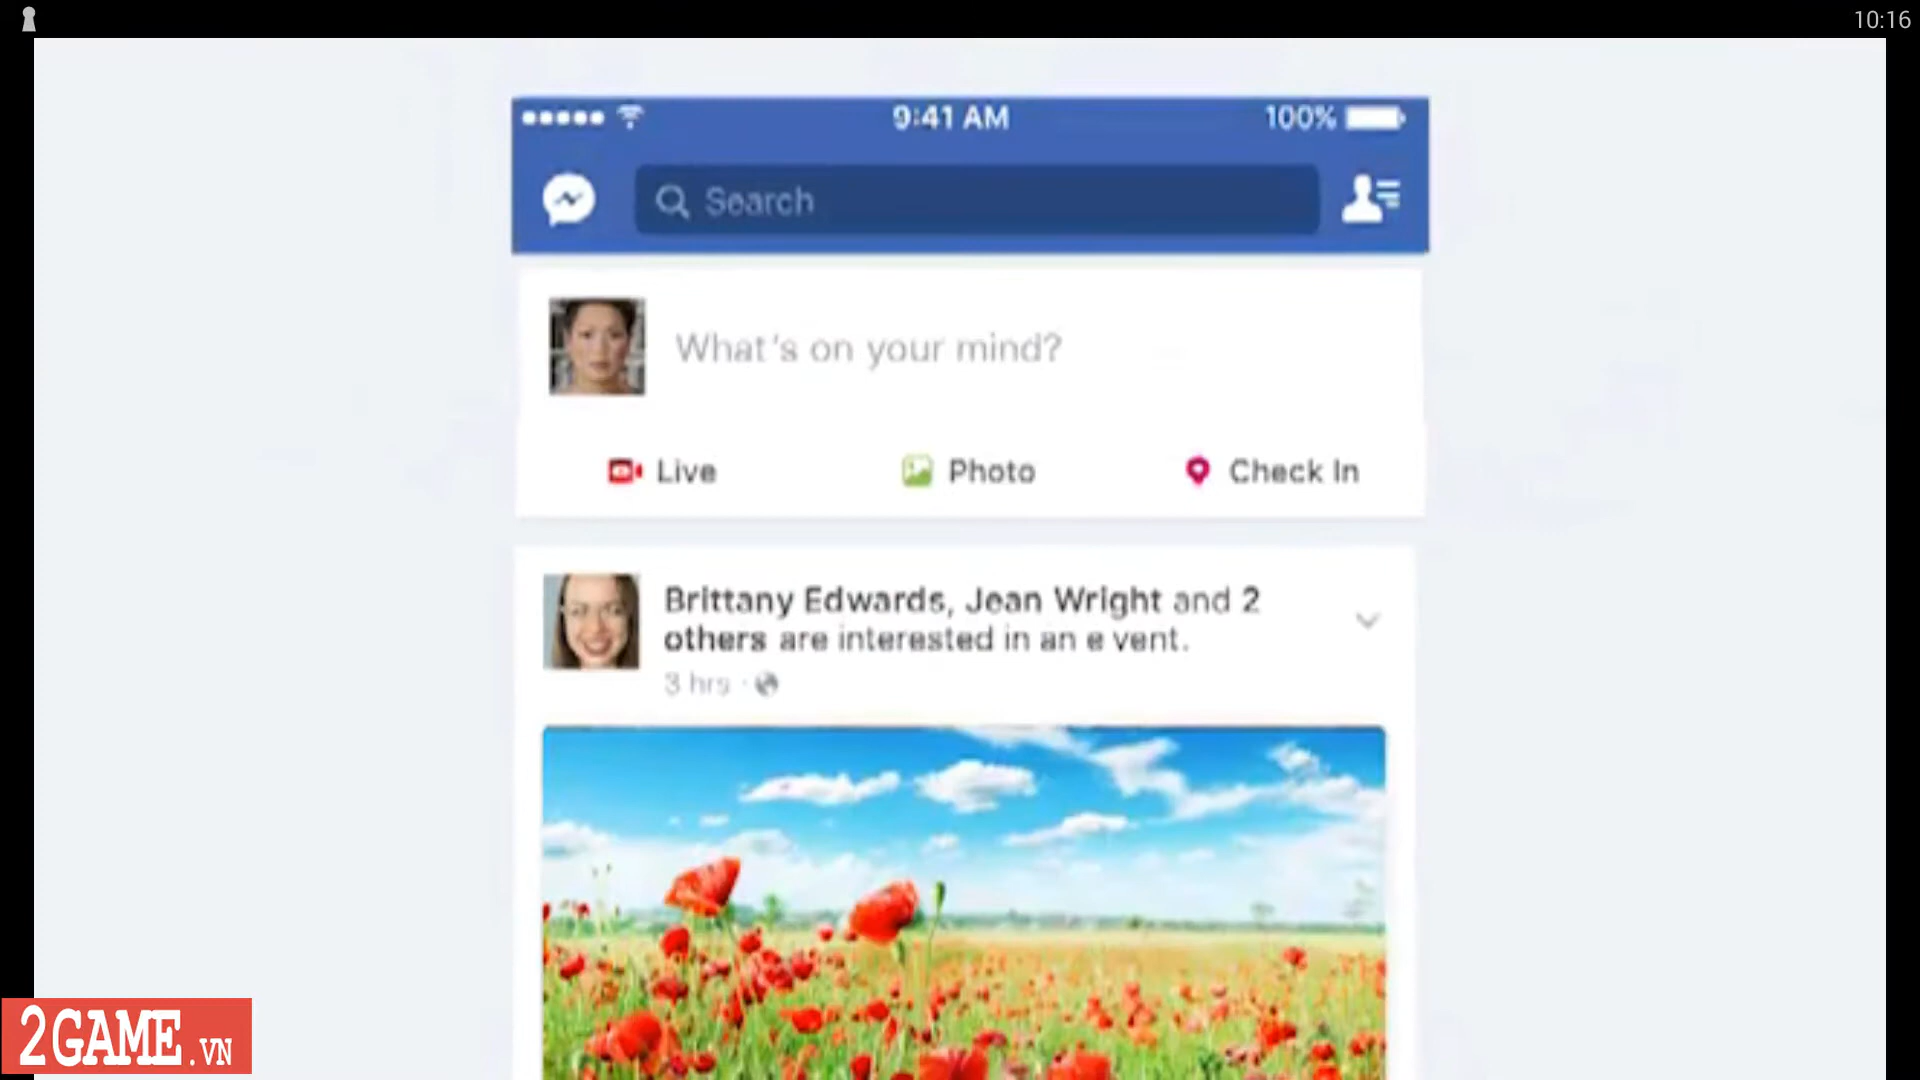 10:16
9:41 AM
100%
Search
What's on your mind?
Live
Photo
Check In
Brittany Edwards, Jean Wright and 2
others are interested in an e vent.
3 hrs ·
2GAME.VN